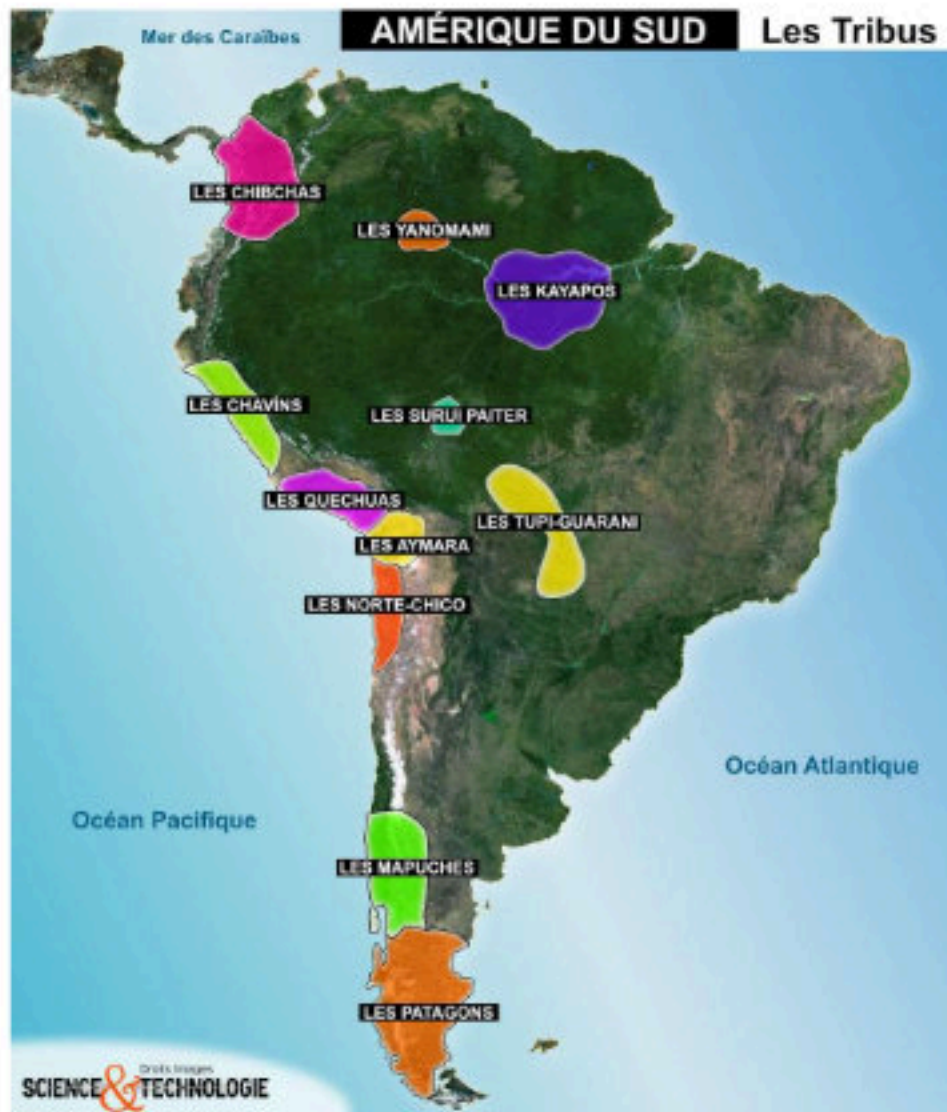 AMÉRIQUE DU SUD Les Tribus
Mer des Caraïbes
LES CHIBCHAS
LES YANOMAMI
LES KAYAPOS
LES CHAVÍNS
LES SURUI PAITER
LES QUECHUAS
LES TUPI-GUARANI
LES AYMARA
LES NORTE-CHICO
Océan Atlantique
Océan Pacifique
LES MAPUCHES
LES PATAGONS
Droits Images
SCIENCE&TECHNOLOGIE